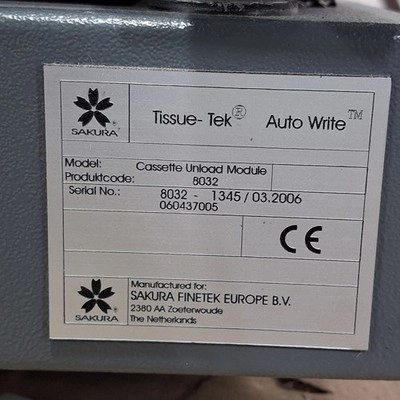 SAKURA®
Tissue- Tek® Auto Write™
Model: Cassette Unload Module
Produktcode: 8032
Serial No.: 8032 - 1345 / 03.2006
060437005
CE
SAKURA®
Manufactured for:
SAKURA FINETEK EUROPE B.V.
2380 AA Zoeterwoude
The Netherlands